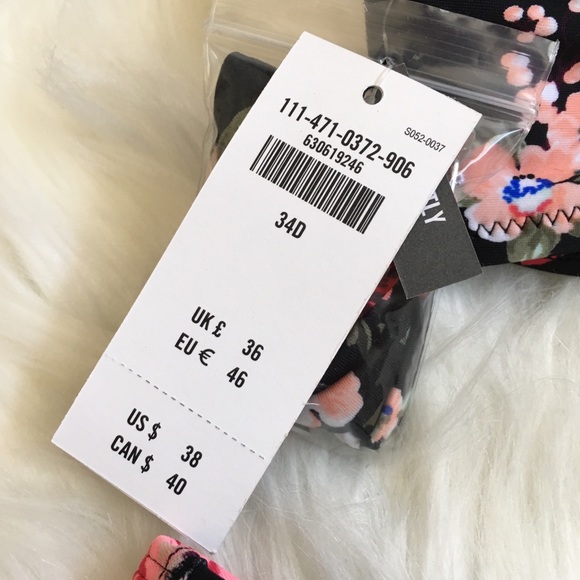 111-471-0372-906
630619246
S052-0037
34D
UK £ 36
EU € 46
US $ 38
CAN $ 40